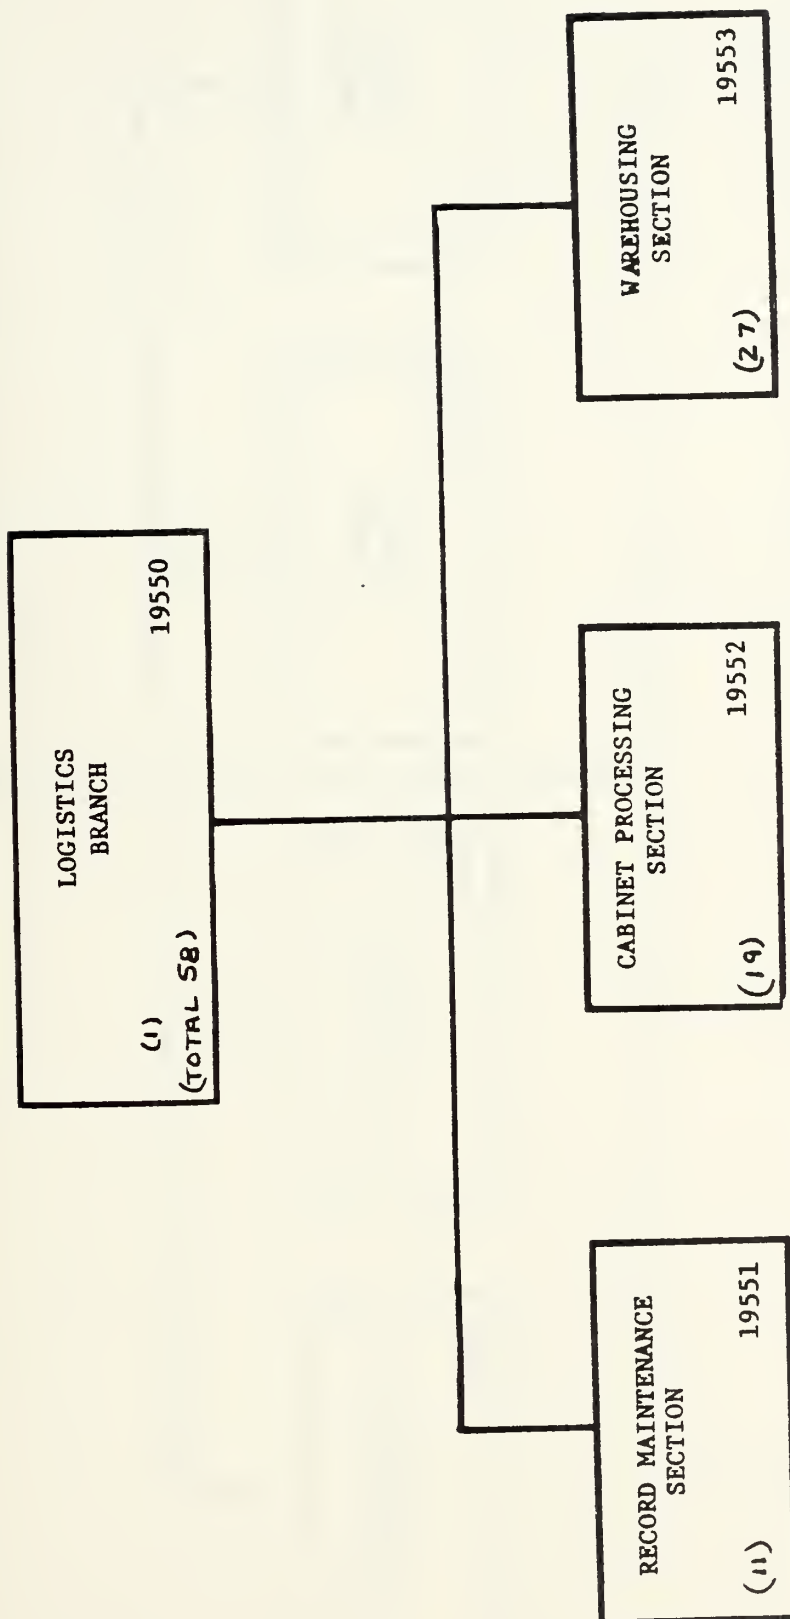 LOGISTICS
BRANCH
19550
(1)
(TOTAL 58)
RECORD MAINTENANCE
SECTION
19551
(11)
CABINET PROCESSING
SECTION
19552
(19)
WAREHOUSING
SECTION
19553
(27)